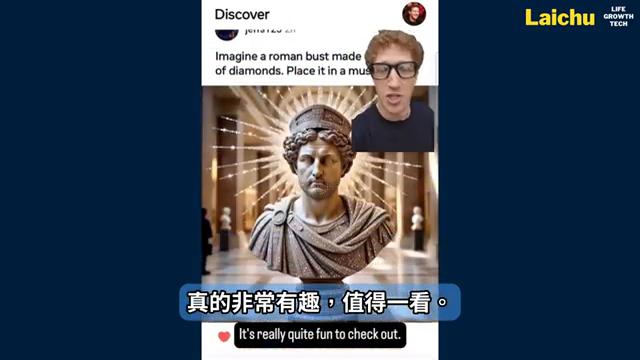 Discover
Laichu
LIFE
GROWTH
TECH
Imagine a roman bust made
of diamonds. Place it in a mus
真的非常有趣，值得一看。
It's really quite fun to check out.